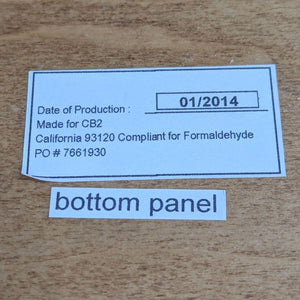 Date of Production : 01/2014
Made for CB2
California 93120 Compliant for Formaldehyde
PO # 7661930
bottom panel